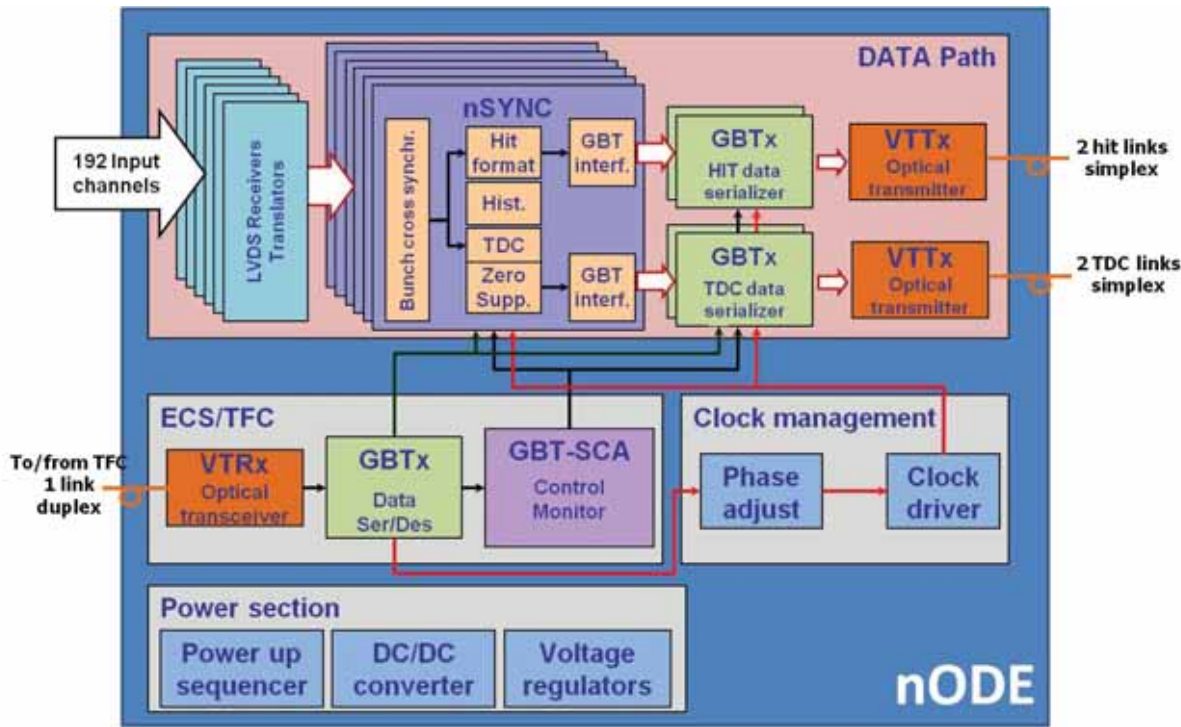 DATA Path
192 Input
channels
LVDS Receivers
Translators
nSYNC
Bunch cross synchr.
Hit
format
Hist.
TDC
Zero
Supp.
GBT
interf.
GBT
interf.
GBTx
HIT data
serializer
GBTx
TDC data
serializer
VTTx
Optical
transmitter
VTTx
Optical
transmitter
2 hit links
simplex
2 TDC links
simplex
ECS/TFC
To/from TFC
1 link
duplex
VTRx
Optical
transceiver
GBTx
Data
Ser/Des
GBT-SCA
Control
Monitor
Clock management
Phase
adjust
Clock
driver
Power section
Power up
sequencer
DC/DC
converter
Voltage
regulators
nODE